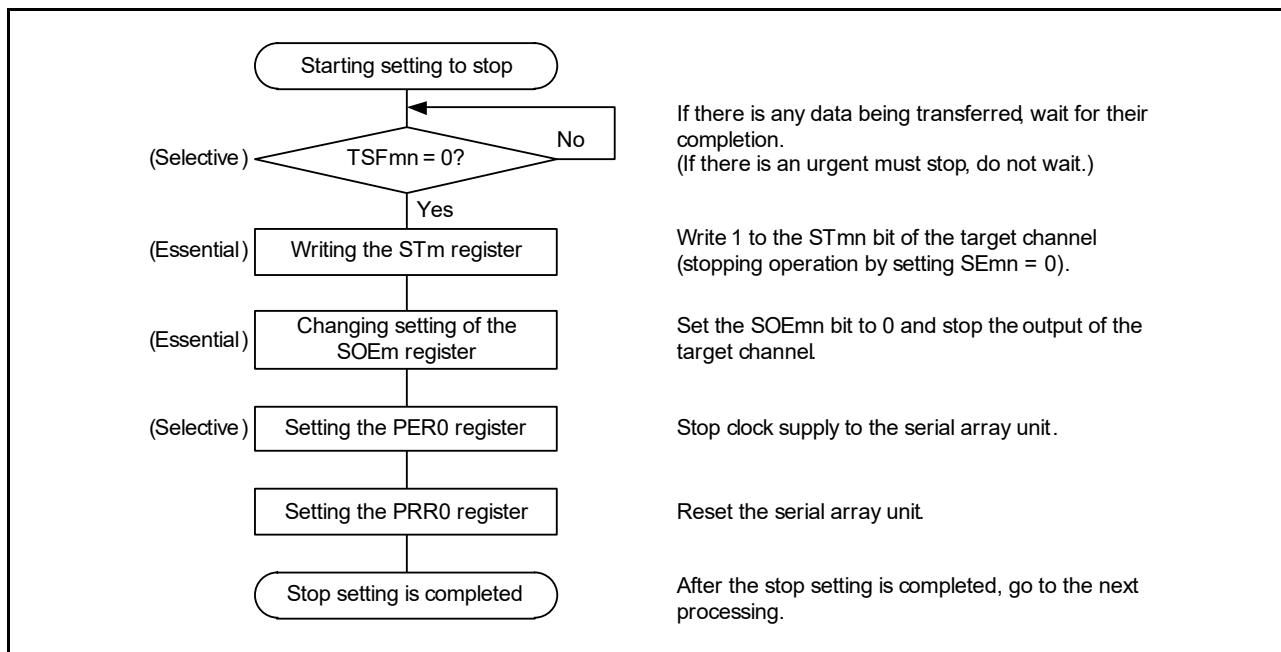 Starting setting to stop
If there is any data being transferred, wait for their
completion.
(If there is an urgent must stop, do not wait.)
(Selective)
TSFmn = 0?
No
Yes
(Essential)
Writing the STm register
Write 1 to the STmn bit of the target channel
(stopping operation by setting SEmn = 0).
(Essential)
Changing setting of the
SOEm register
Set the SOEmn bit to 0 and stop the output of the
target channel.
(Selective)
Setting the PER0 register
Stop clock supply to the serial array unit.
Setting the PRR0 register
Reset the serial array unit.
Stop setting is completed
After the stop setting is completed, go to the next
processing.